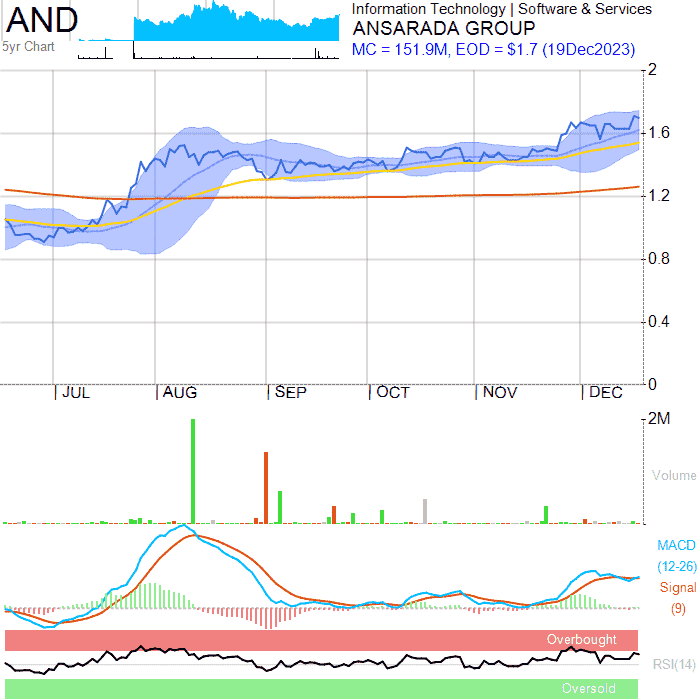 AND
5yr Chart
Information Technology | Software & Services
ANSARADA GROUP
MC = 151.9M, EOD = $1.7 (19Dec2023)
2
1.6
1.2
0.8
0.4
0
JUL AUG SEP OCT NOV DEC
2M
Volume
MACD
(12-26)
Signal
(9)
Overbought
RSI(14)
Oversold